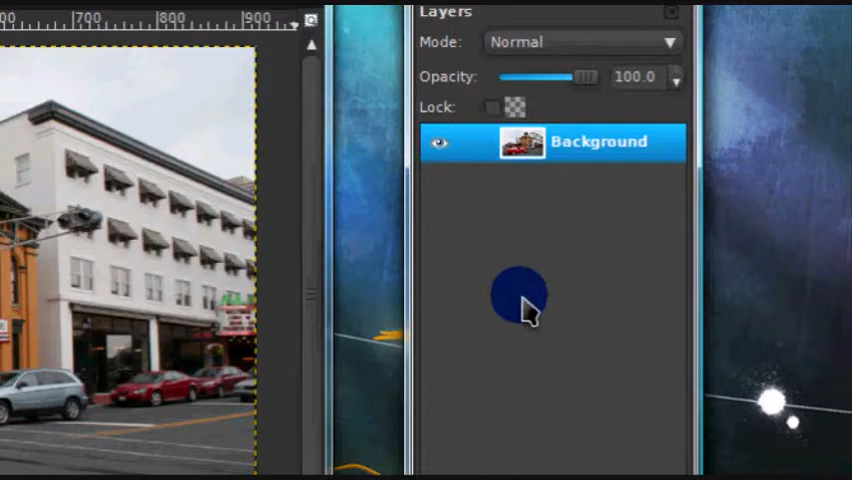 700
800
900
Layers
Mode: Normal
Opacity: 100.0
Lock:
Background